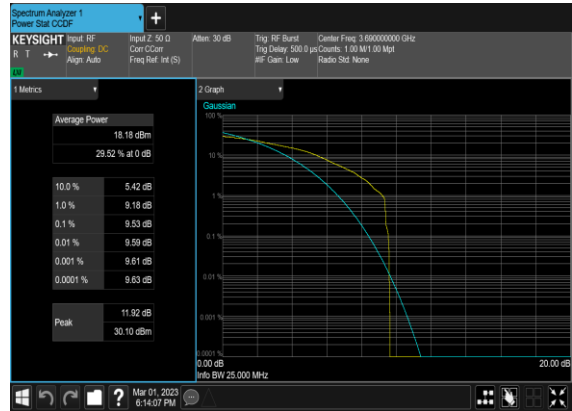 Spectrum Analyzer 1
Power Stat CCDF
KEYSIGHT
R T
Input: RF
Coupling: DC
Align: Auto
Input Z: 50 Ω
Corr CCorr
Freq Ref: Int (S)
Atten: 30 dB
Trig: RF Burst
Trig Delay: 500.0 µs
#IF Gain: Low
Center Freq: 3.690000000 GHz
Counts: 1.00 M/1.00 Mpt
Radio Std: None
1 Metrics
Average Power
18.18 dBm
29.52 % at 0 dB
10.0 % 5.42 dB
1.0 % 9.18 dB
0.1 % 9.53 dB
0.01 % 9.59 dB
0.001 % 9.61 dB
0.0001 % 9.63 dB
Peak
11.92 dB
30.10 dBm
2 Graph
Gaussian
100 %
10 %
1 %
0.1 %
0.01 %
0.001 %
0.0001 %
0.00 dB
20.00 dB
Info BW 25.000 MHz
?
Mar 01, 2023
6:14:07 PM